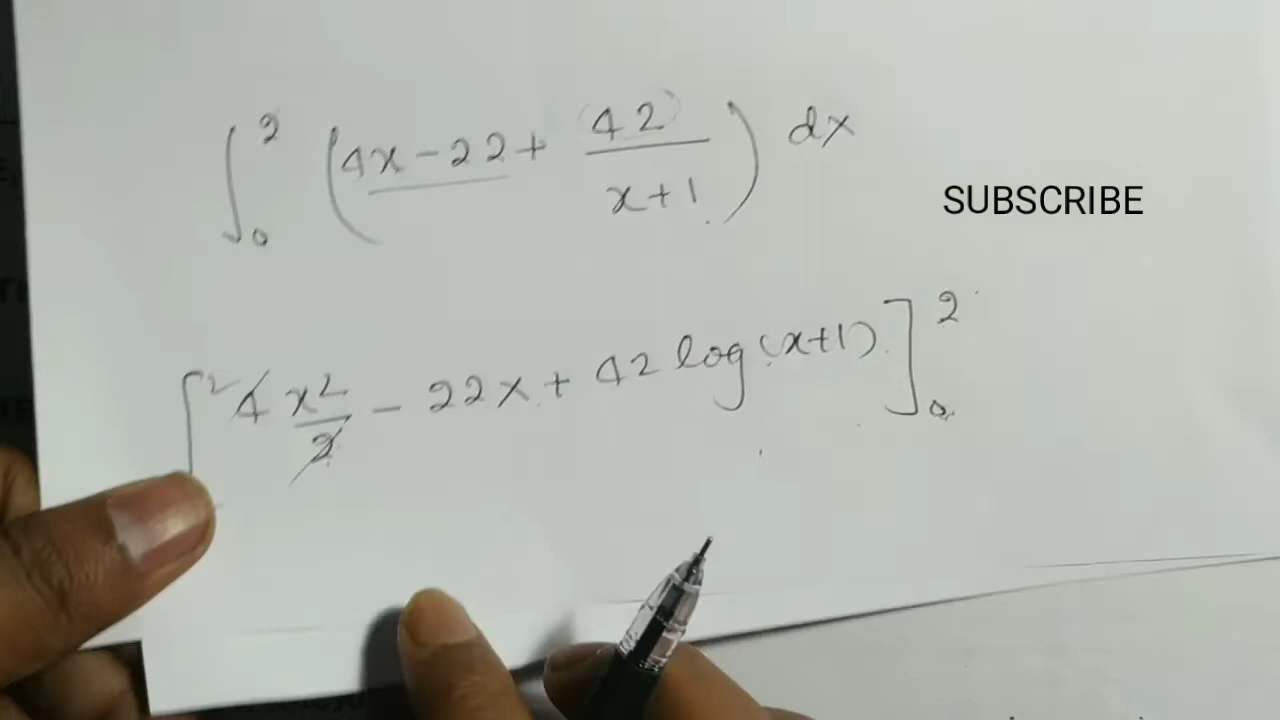 ∫₀² (4x − 22 + 42/(x+1)) dx
SUBSCRIBE
[²4 x²/2 − 22x + 42 log(x+1)]₀²